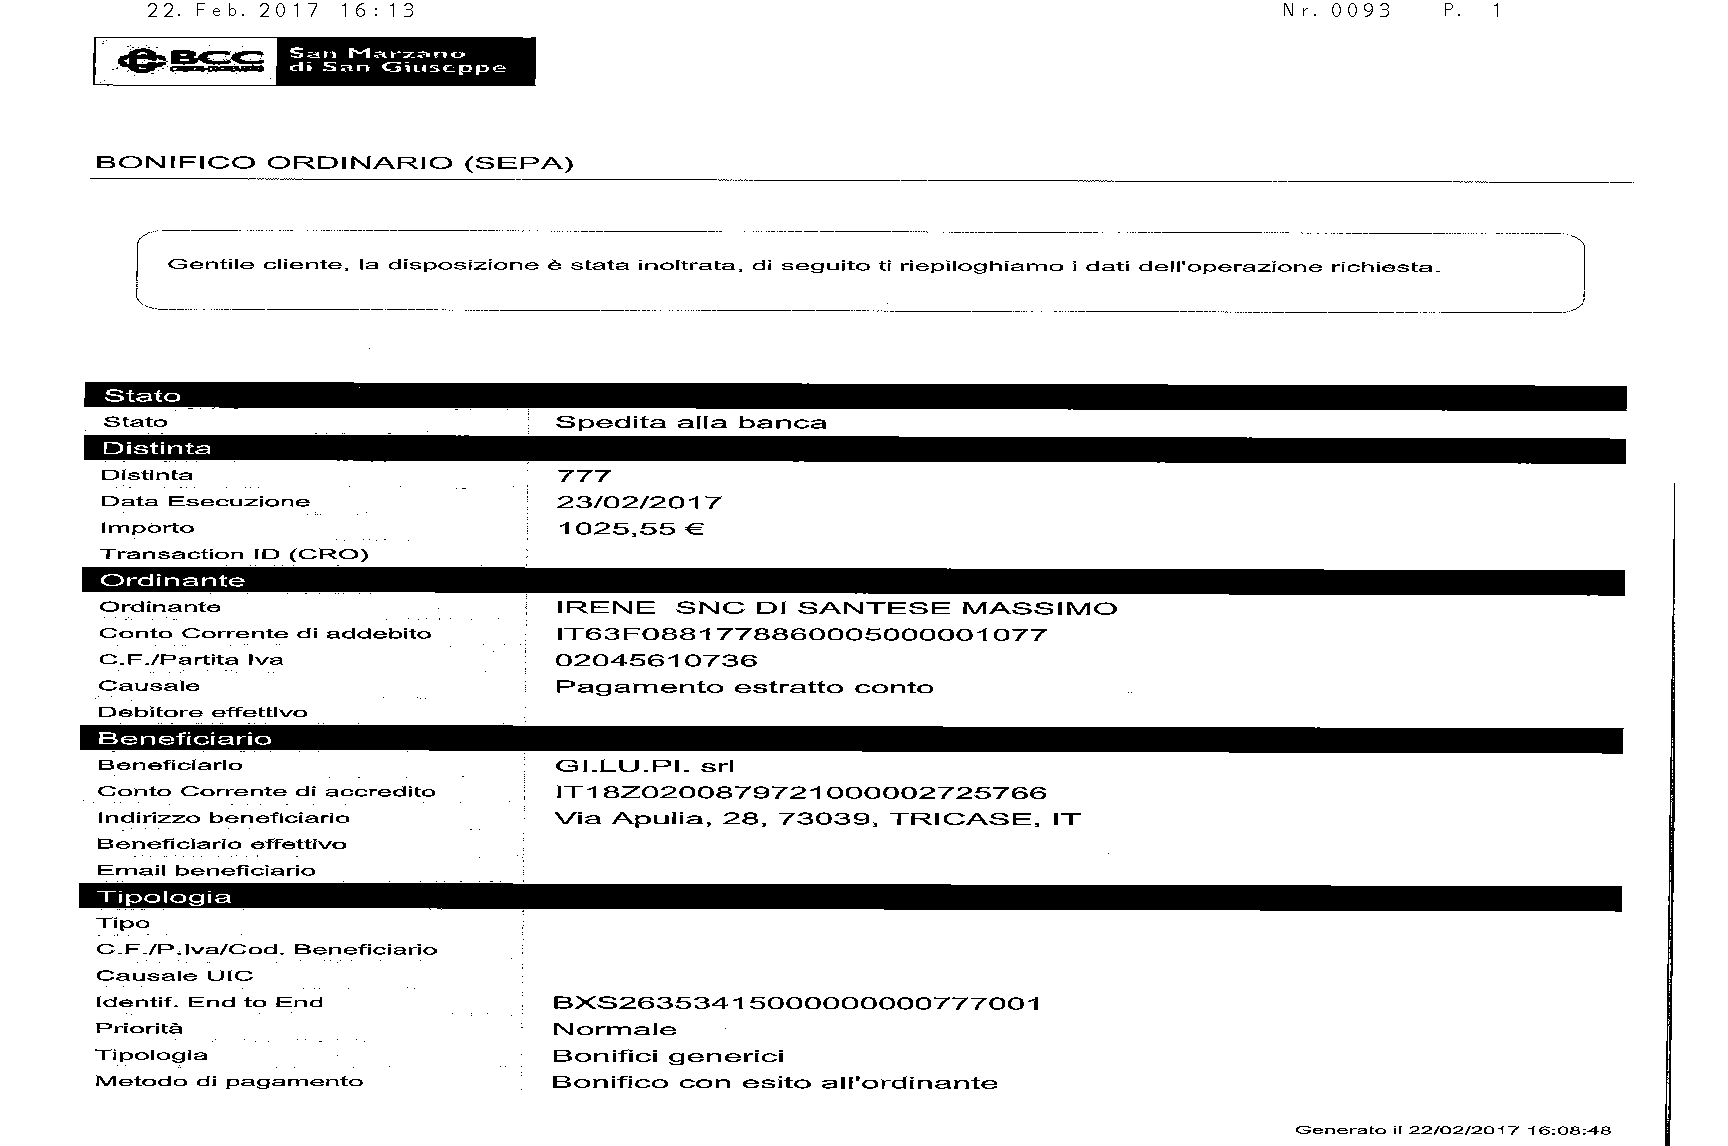 22. Feb. 2017 16:13 Nr. 0093 P. 1
BCC San Marzano
di San Giuseppe
BONIFICO ORDINARIO (SEPA)
Gentile cliente, la disposizione è stata inoltrata, di seguito ti riepiloghiamo i dati dell'operazione richiesta.
Stato
Stato Spedita alla banca
Distinta
Distinta 777
Data Esecuzione 23/02/2017
Importo 1025,55 €
Transaction ID (CRO)
Ordinante
Ordinante IRENE SNC DI SANTESE MASSIMO
Conto Corrente di addebito IT63F0881778860005000001077
C.F./Partita Iva 02045610736
Causale Pagamento estratto conto
Debitore effettivo
Beneficiario
Beneficiario GI.LU.PI. srl
Conto Corrente di accredito IT18Z0200879721000002725766
Indirizzo beneficiario Via Apulia, 28, 73039, TRICASE, IT
Beneficiario effettivo
Email beneficiario
Tipologia
Tipo
C.F./P.Iva/Cod. Beneficiario
Causale UIC
Identif. End to End BXS26353415000000000777001
Priorità Normale
Tipologia Bonifici generici
Metodo di pagamento Bonifico con esito all'ordinante
Generato il 22/02/2017 16:08:48